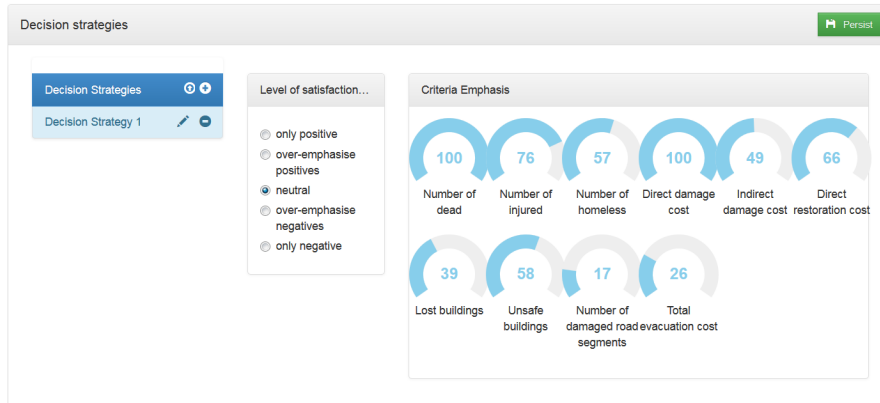 Decision strategies
Persist
Decision Strategies
Decision Strategy 1
Level of satisfaction...
only positive
over-emphasise
positives
neutral
over-emphasise
negatives
only negative
Criteria Emphasis
100 76 57 100 49 66
Number of Number of Number of Direct damage Indirect Direct
dead injured homeless cost damage cost restoration cost
39 58 17 26
Lost buildings Unsafe Number of Total
buildings damaged road evacuation cost
segments